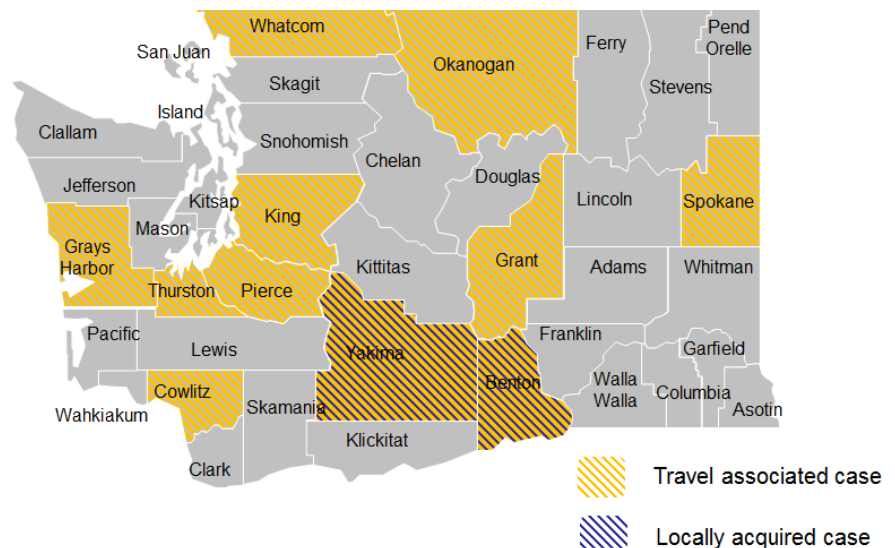 Whatcom
San Juan
Okanogan
Ferry
Pend
Orelle
Skagit
Stevens
Island
Clallam
Snohomish
Chelan
Douglas
Jefferson
Kitsap
King
Lincoln
Spokane
Mason
Grays
Harbor
Kittitas
Grant
Adams
Whitman
Thurston
Pierce
Pacific
Lewis
Yakima
Franklin
Garfield
Cowlitz
Benton
Walla
Walla
Columbia
Wahkiakum
Skamania
Asotin
Klickitat
Clark
Travel associated case
Locally acquired case